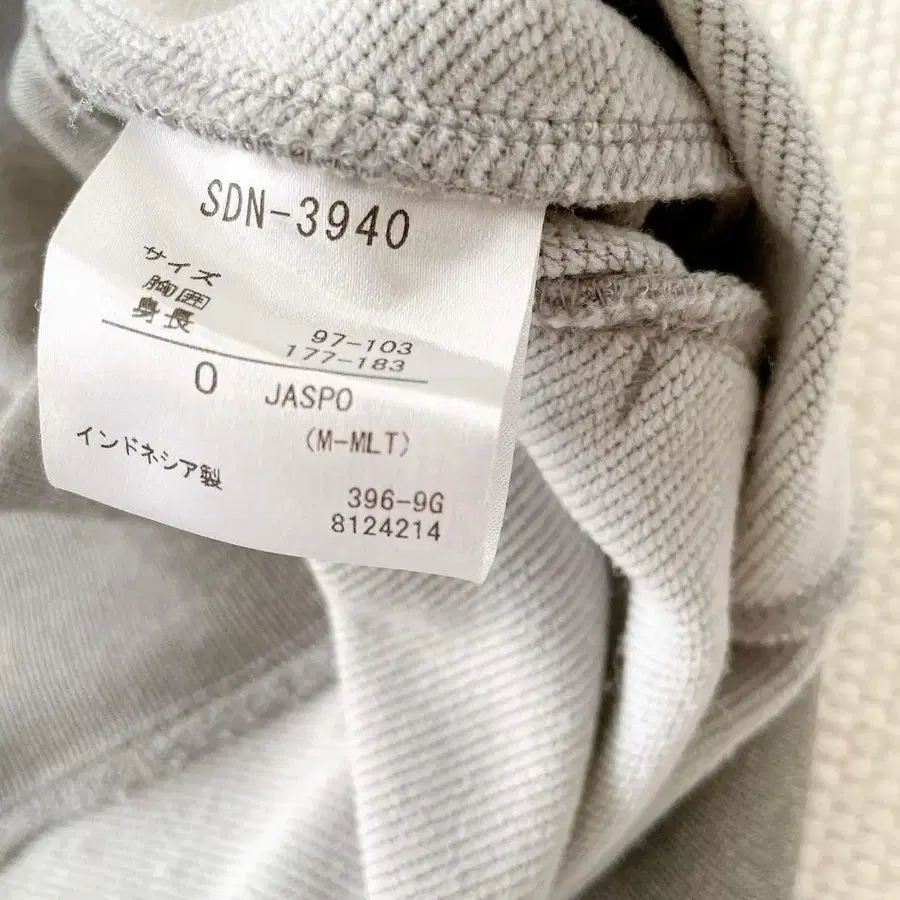 SDN-3940
サイズ
胸囲 97-103
身長 177-183
O JASPO
(M-MLT)
インドネシア製
396-9G
8124214